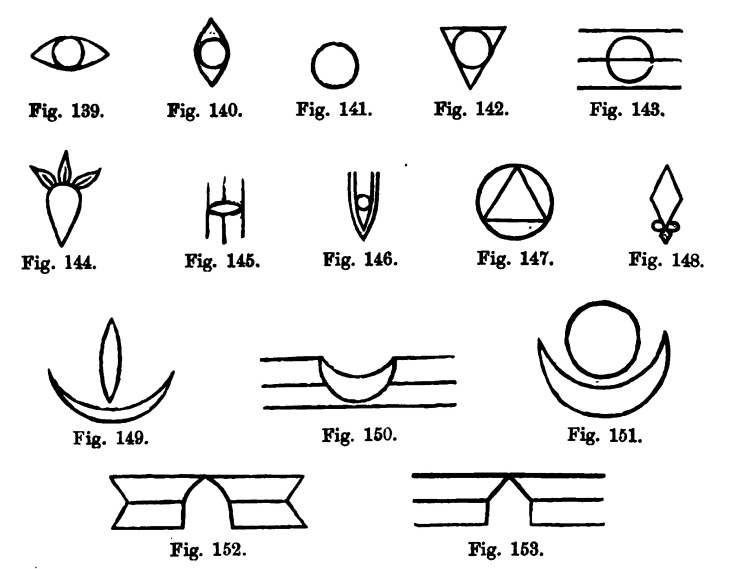 Fig. 139. Fig. 140. Fig. 141. Fig. 142. Fig. 143.
Fig. 144. Fig. 145. Fig. 146. Fig. 147. Fig. 148.
Fig. 149. Fig. 150. Fig. 151.
Fig. 152. Fig. 153.